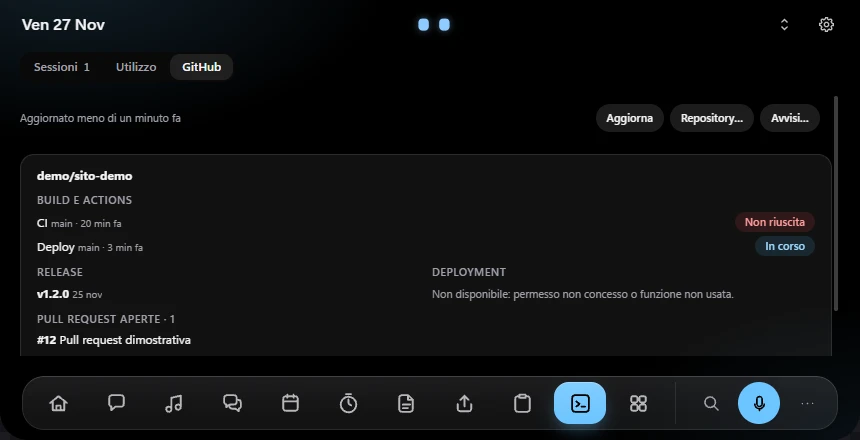 Ven 27 Nov
Sessioni 1 Utilizzo GitHub
Aggiornato meno di un minuto fa Aggiorna Repository... Avvisi...
demo/sito-demo
BUILD E ACTIONS
CI main · 20 min fa Non riuscita
Deploy main · 3 min fa In corso
RELEASE DEPLOYMENT
v1.2.0 25 nov Non disponibile: permesso non concesso o funzione non usata.
PULL REQUEST APERTE · 1
#12 Pull request dimostrativa